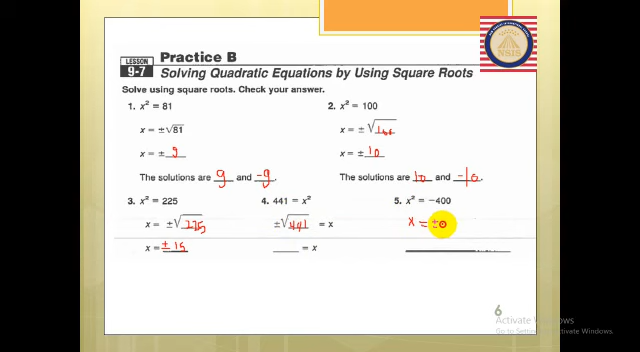 NSIS
Practice B
LESSON
9-7
Solving Quadratic Equations by Using Square Roots
Solve using square roots. Check your answer.
1. x² = 81
x = ±√81
x = ± 9
The solutions are 9 and -9.
2. x² = 100
x = ±√100
x = ± 10
The solutions are 10 and -10.
3. x² = 225
x = ±√225
x = ± 15
4. 441 = x²
±√441 = x
____ = x
5. x² = −400
x = ±
6
Activate Windows
Go to Settings to activate Windows.